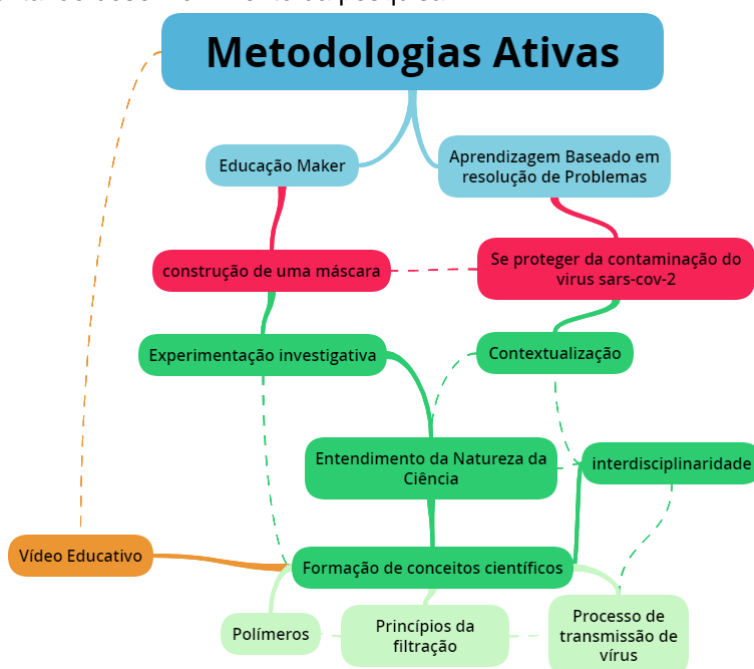 Metodologias Ativas
Educação Maker
Aprendizagem Baseado em
resolução de Problemas
construção de uma máscara
Se proteger da contaminação do
virus sars-cov-2
Experimentação investigativa
Contextualização
Entendimento da Natureza da
Ciência
interdisciplinaridade
Vídeo Educativo
Formação de conceitos científicos
Polímeros
Princípios da
filtração
Processo de
transmissão de
vírus